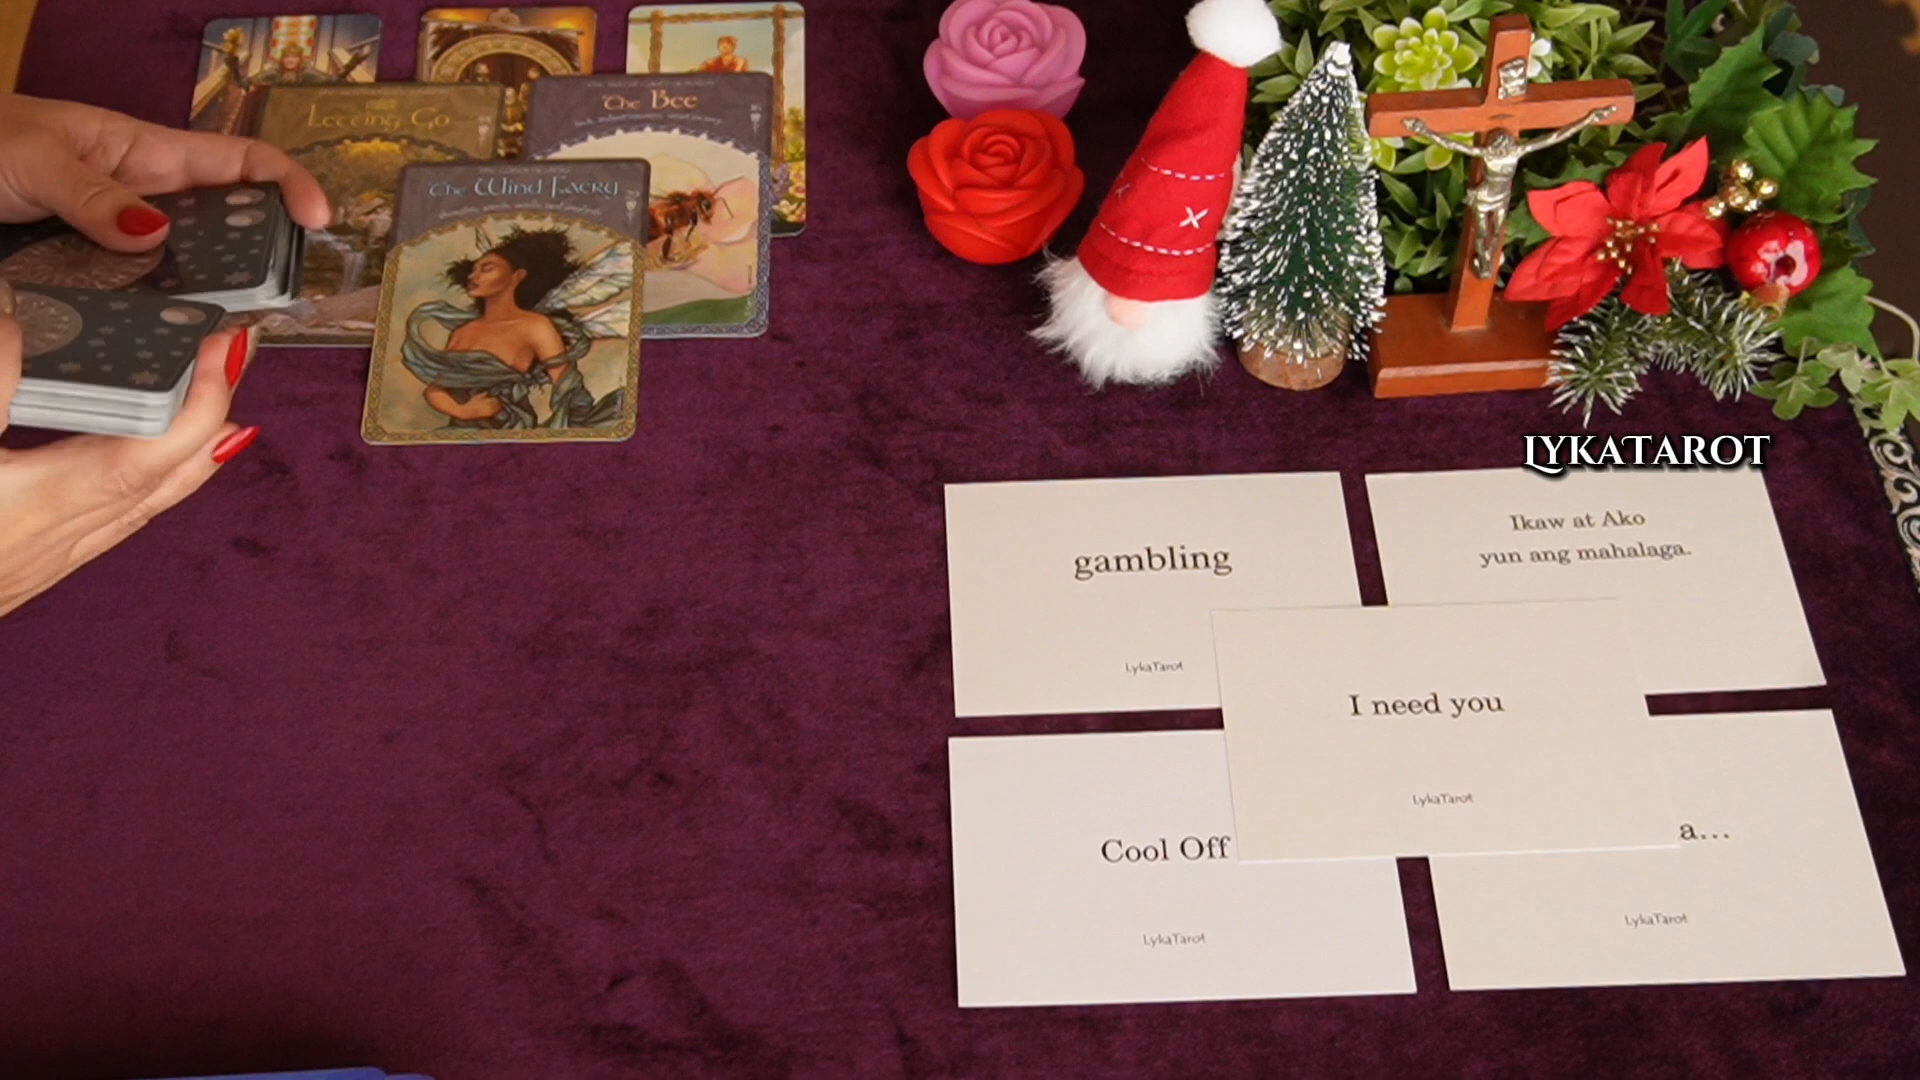 Letting Go
The Bee
The Wind Faery
LYKATAROT
gambling
LykaTarot
Ikaw at Ako
yun ang mahalaga.
I need you
LykaTarot
Cool Off
LykaTarot
a...
LykaTarot